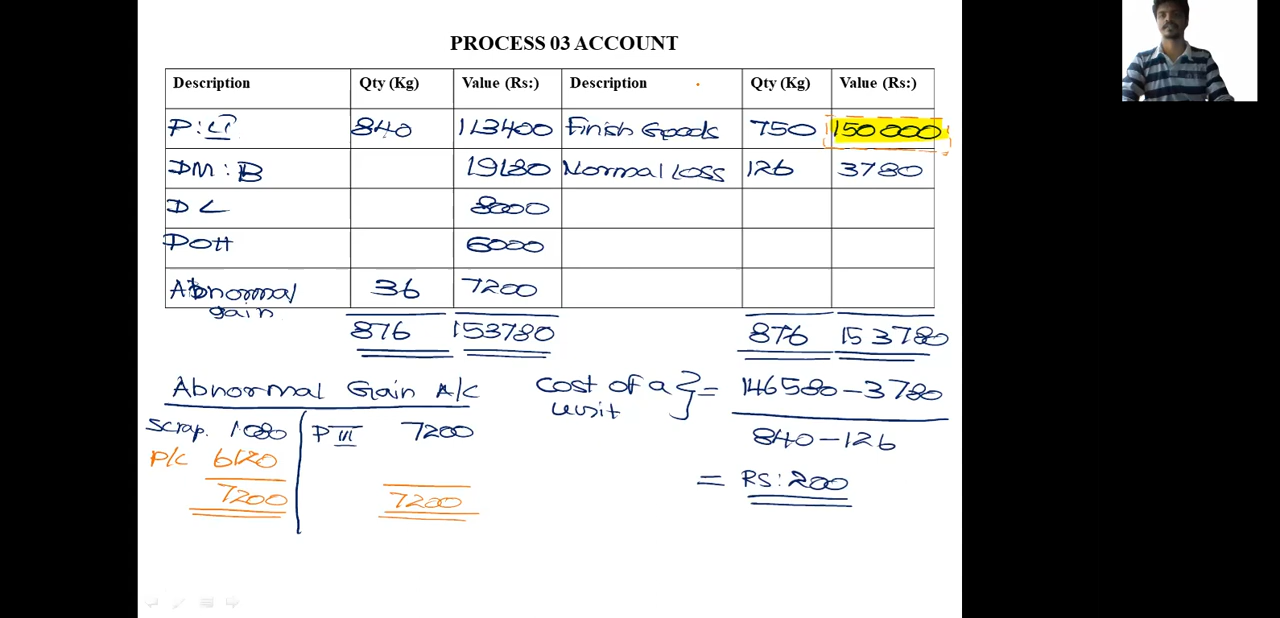 PROCESS 03 ACCOUNT
Description Qty (Kg) Value (Rs:) Description Qty (Kg) Value (Rs:)
P: II 840 113400 Finish Goods 750 150000
DM: B 19180 Normal loss 126 3780
DL 8000
POH 6000
Abnormal gain 36 7200
876 153780 876 153780
Abnormal Gain A/c
Scrap. 1080 P III 7200
P/L 6120
7200 7200
Cost of a unit } = 146580 - 3780
840 - 126
= RS: 200